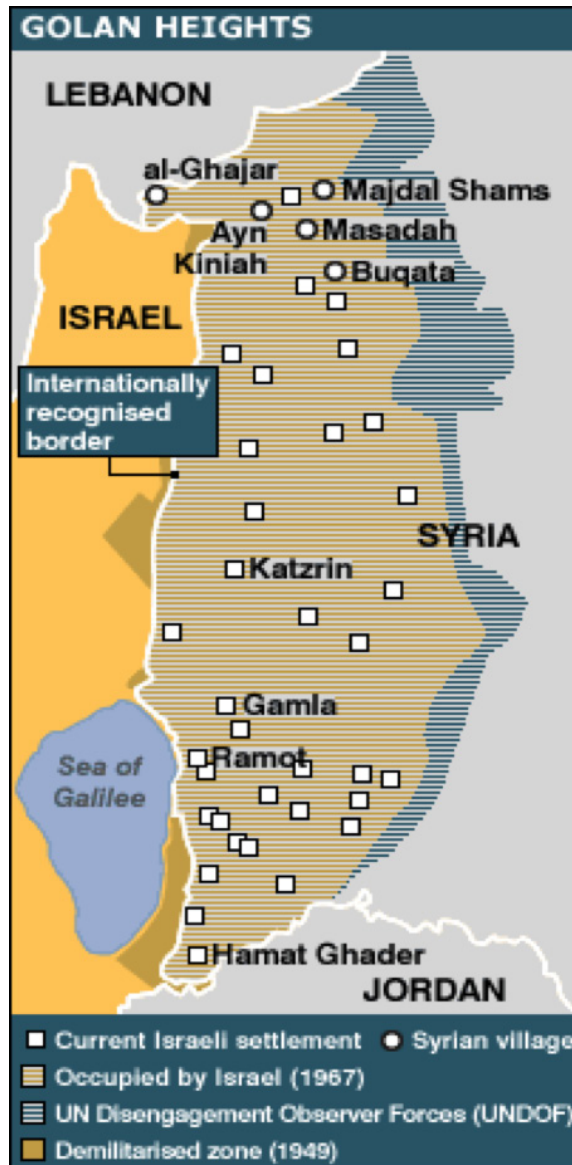 GOLAN HEIGHTS
LEBANON
al-Ghajar
Majdal Shams
Ayn
Kiniah
Masadah
Buqata
ISRAEL
Internationally
recognised
border
SYRIA
Katzrin
Gamla
Ramot
Sea of
Galilee
Hamat Ghader
JORDAN
Current Israeli settlement
Syrian village
Occupied by Israel (1967)
UN Disengagement Observer Forces (UNDOF)
Demilitarised zone (1949)